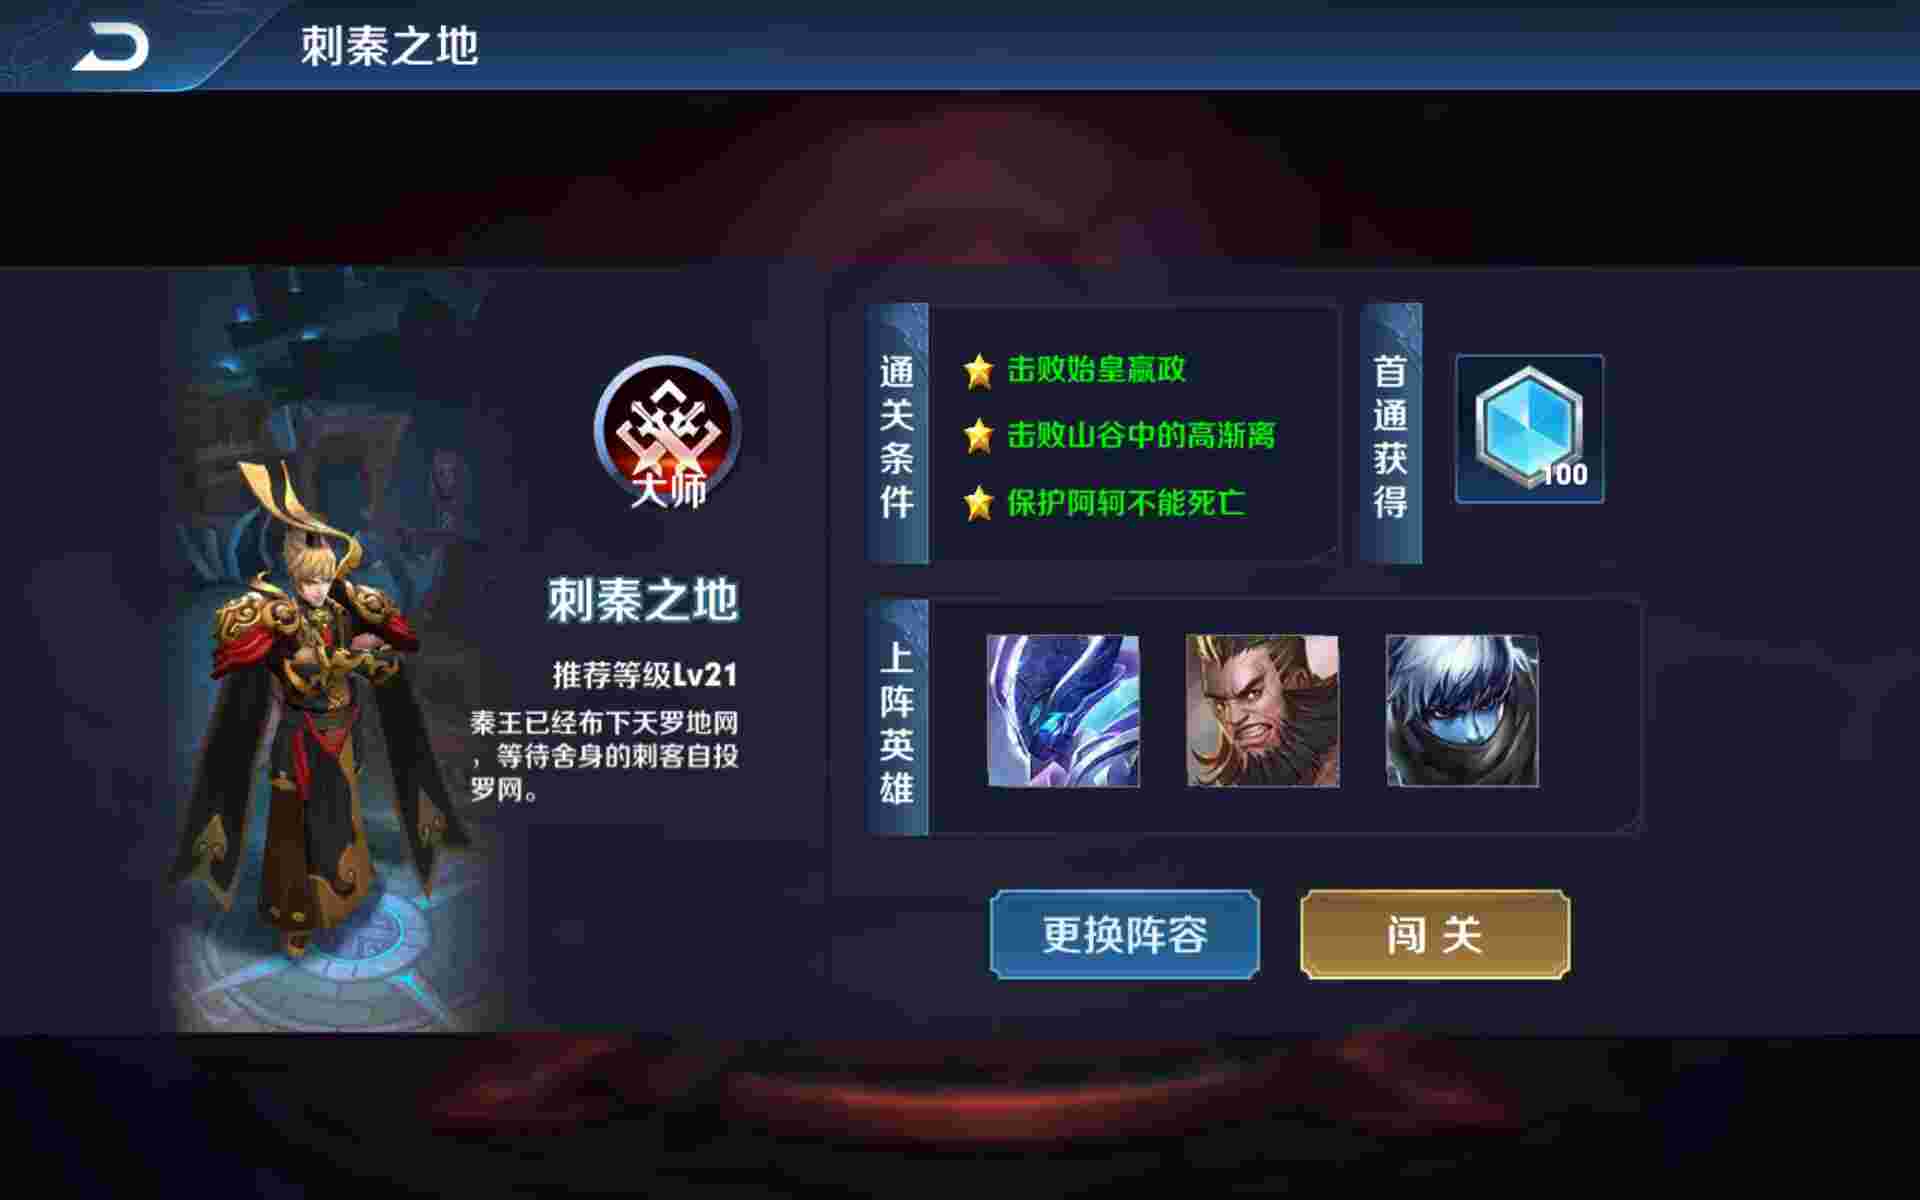 刺秦之地
大师
刺秦之地
推荐等级Lv21
秦王已经布下天罗地网
，等待舍身的刺客自投
罗网。
通关条件
击败始皇嬴政
击败山谷中的高渐离
保护阿轲不能死亡
首通获得
100
上阵英雄
更换阵容
闯关